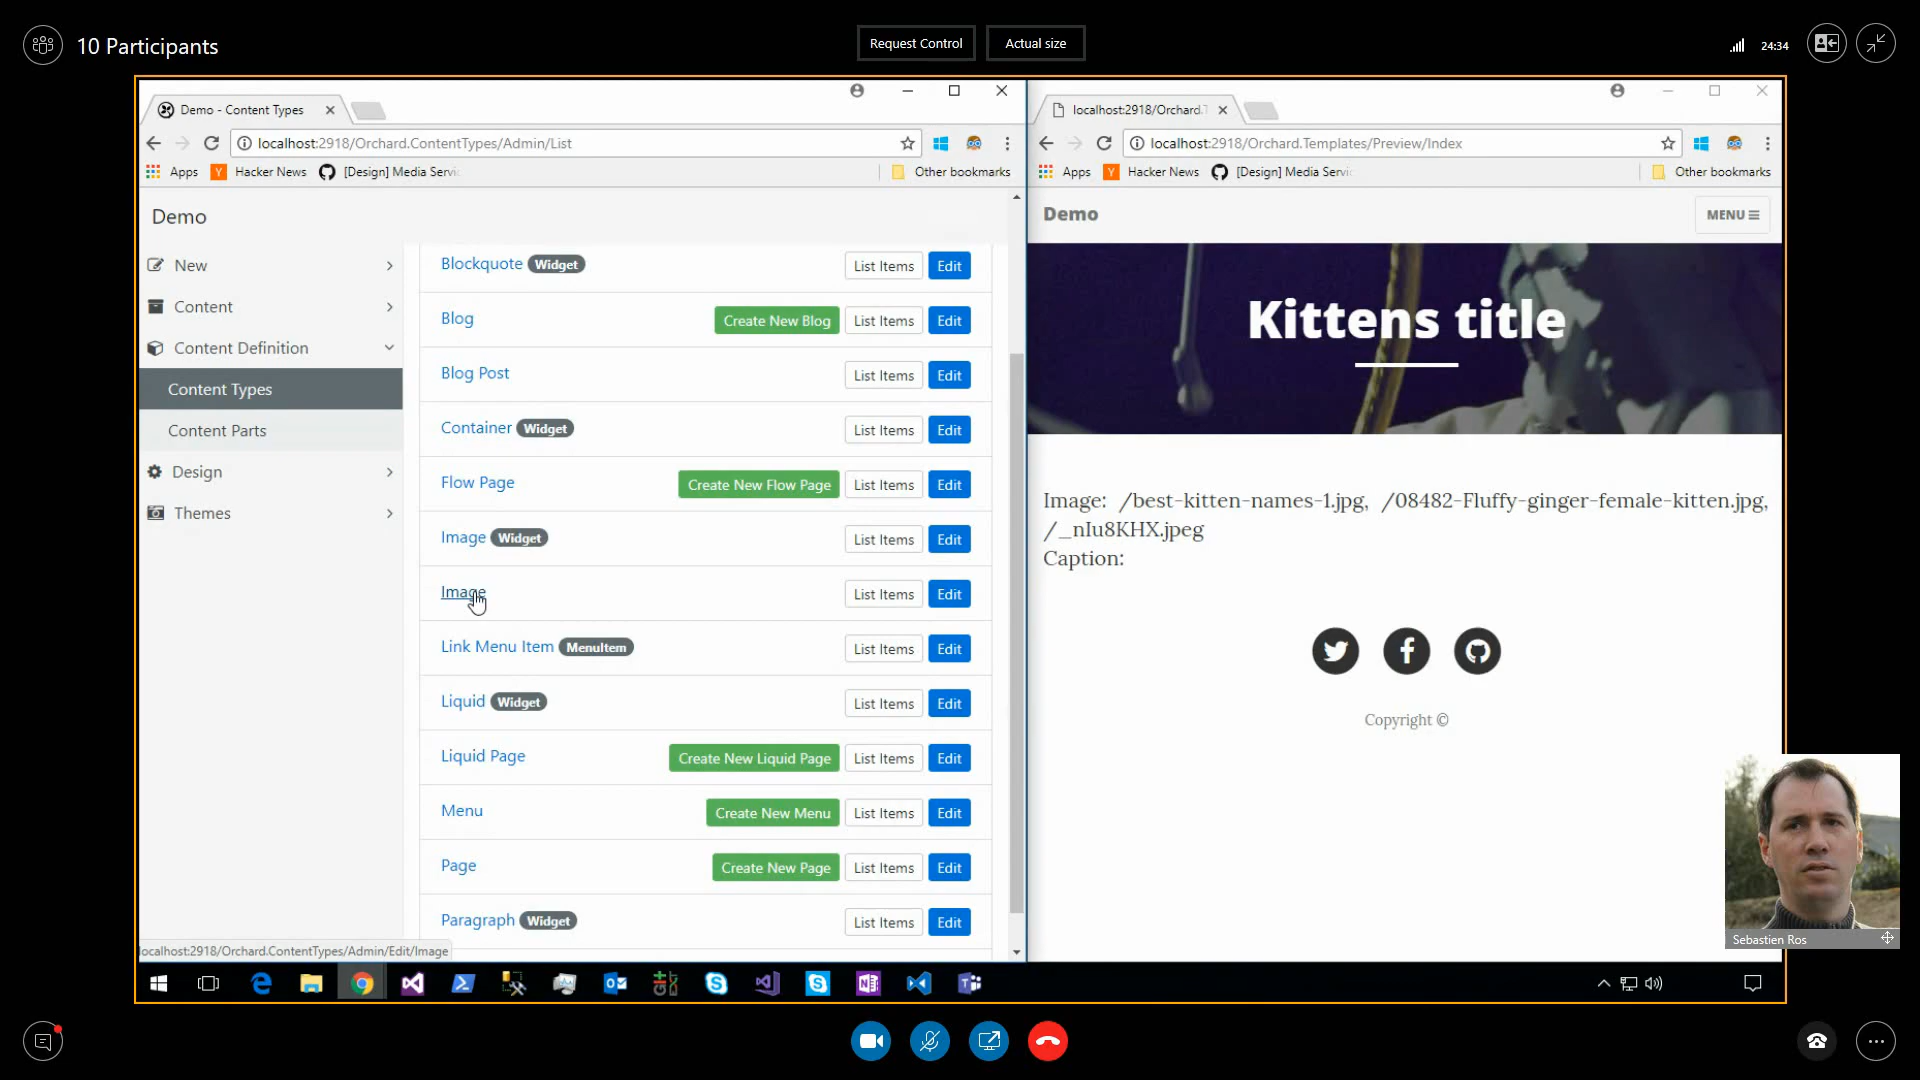 10 Participants
Request Control
Actual size
24:34
Demo - Content Types
localhost:2918/Orchard.ContentTypes/Admin/List
Apps
Hacker News
[Design] Media Servic
Other bookmarks
Demo
New
Content
Content Definition
Content Types
Content Parts
Design
Themes
Blockquote Widget List Items Edit
Blog Create New Blog List Items Edit
Blog Post List Items Edit
Container Widget List Items Edit
Flow Page Create New Flow Page List Items Edit
Image Widget List Items Edit
Image List Items Edit
Link Menu Item MenuItem List Items Edit
Liquid Widget List Items Edit
Liquid Page Create New Liquid Page List Items Edit
Menu Create New Menu List Items Edit
Page Create New Page List Items Edit
Paragraph Widget List Items Edit
localhost:2918/Orchard.ContentTypes/Admin/Edit/Image
localhost:2918/Orchard.T
localhost:2918/Orchard.Templates/Preview/Index
Apps
Hacker News
[Design] Media Servic
Other bookmarks
Demo
MENU
Kittens title
Image: /best-kitten-names-1.jpg, /08482-Fluffy-ginger-female-kitten.jpg,
/_nIu8KHX.jpeg
Caption:
Copyright ©
Sebastien Ros